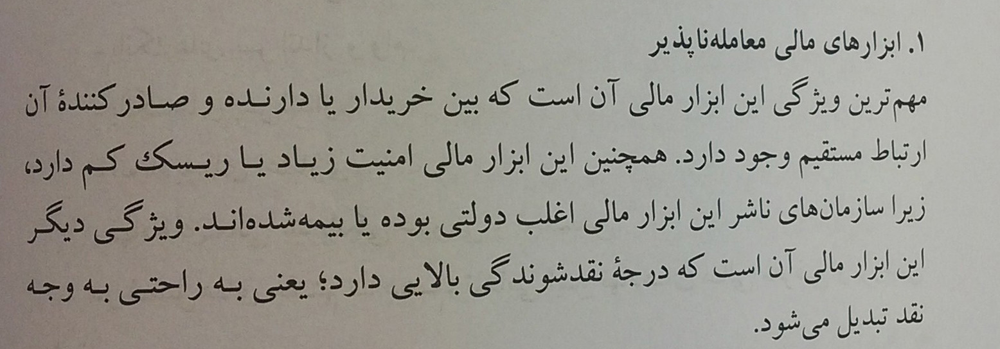 ۱. ابزارهای مالی معامله‌ناپذیر
مهم‌ترین ویژگی این ابزار مالی آن است که بین خریدار یا دارنده و صادرکنندهٔ آن
ارتباط مستقیم وجود دارد. همچنین این ابزار مالی امنیت زیاد یا ریسک کم دارد،
زیرا سازمان‌های ناشر این ابزار مالی اغلب دولتی بوده یا بیمه‌شده‌اند. ویژگی دیگر
این ابزار مالی آن است که درجهٔ نقدشوندگی بالایی دارد؛ یعنی به راحتی به وجه
نقد تبدیل می‌شود.